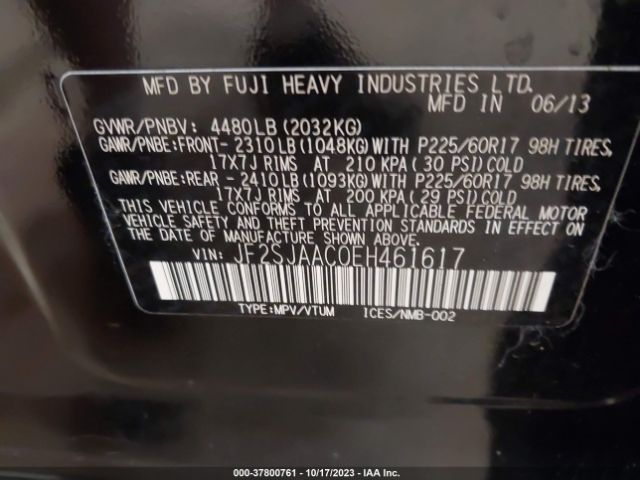 MFD BY FUJI HEAVY INDUSTRIES LTD.
MFD IN 06/13
GVWR/PNBV: 4480LB(2032KG)
GAWR/PNBE:FRONT- 2310LB(1048KG)WITH P225/60R17 98H TIRES,
17X7J RIMS AT 210 KPA(30 PSI)COLD
GAWR/PNBE:REAR - 2410LB(1093KG)WITH P225/60R17 98H TIRES,
17X7J RIMS AT 200 KPA(29 PSI)COLD
THIS VEHICLE CONFORMS TO ALL APPLICABLE FEDERAL MOTOR
VEHICLE SAFETY AND THEFT PREVENTION STANDARDS IN EFFECT
ON THE DATE OF MANUFACTURE SHOWN ABOVE.
VIN: JF2SJAAC0EH461617
TYPE:MPV/VTUM ICES/NMB-002
000-37800761 - 10/17/2023 - IAA Inc.